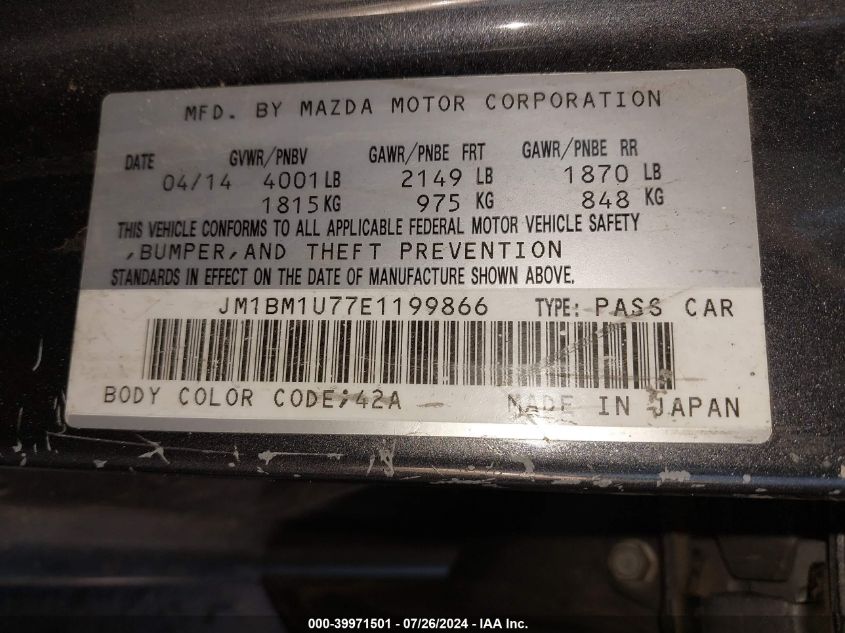 MFD. BY MAZDA MOTOR CORPORATION
DATE GVWR/PNBV GAWR/PNBE FRT GAWR/PNBE RR
04/14 4001 LB 2149 LB 1870 LB
1815 KG 975 KG 848 KG
THIS VEHICLE CONFORMS TO ALL APPLICABLE FEDERAL MOTOR VEHICLE SAFETY
,BUMPER,AND THEFT PREVENTION
STANDARDS IN EFFECT ON THE DATE OF MANUFACTURE SHOWN ABOVE.
JM1BM1U77E1199866 TYPE: PASS CAR
BODY COLOR CODE:42A MADE IN JAPAN
000-39971501 - 07/26/2024 - IAA Inc.